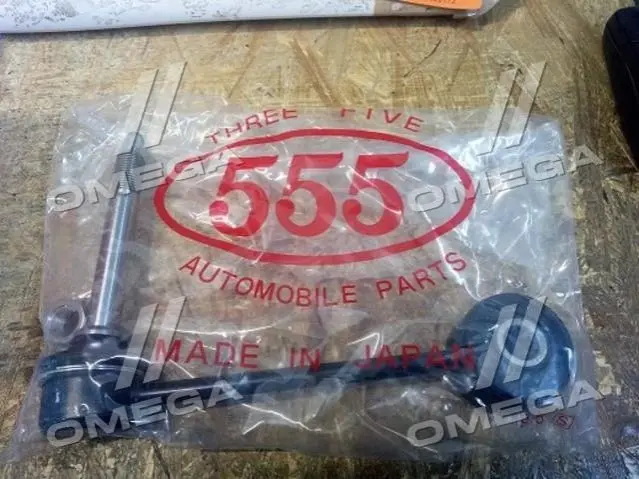 THREE FIVE
555
AUTOMOBILE PARTS
MADE IN JAPAN
OMEGA
OMEGA
OMEGA
OMEGA